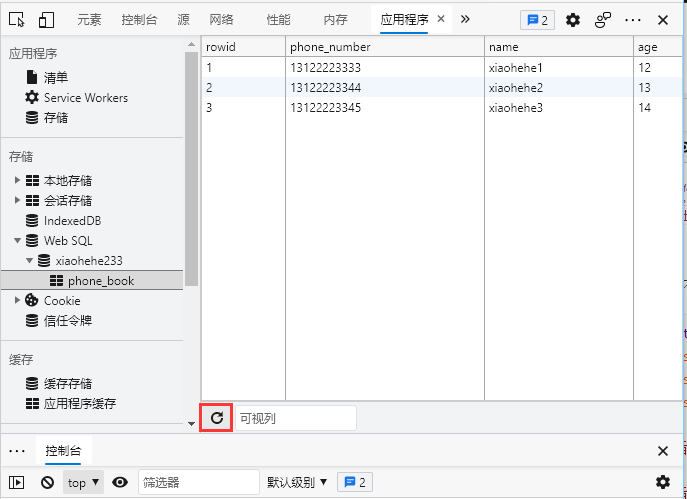 元素 控制台 源 网络 性能 内存 应用程序 × » 2 ··· ×
应用程序
清单
Service Workers
存储
存储
本地存储
会话存储
IndexedDB
Web SQL
xiaohehe233
phone_book
Cookie
信任令牌
缓存
缓存存储
应用程序缓存
rowid phone_number name age
1 13122223333 xiaohehe1 12
2 13122223344 xiaohehe2 13
3 13122223345 xiaohehe3 14
可视列
··· 控制台 ×
top 筛选器 默认级别 2